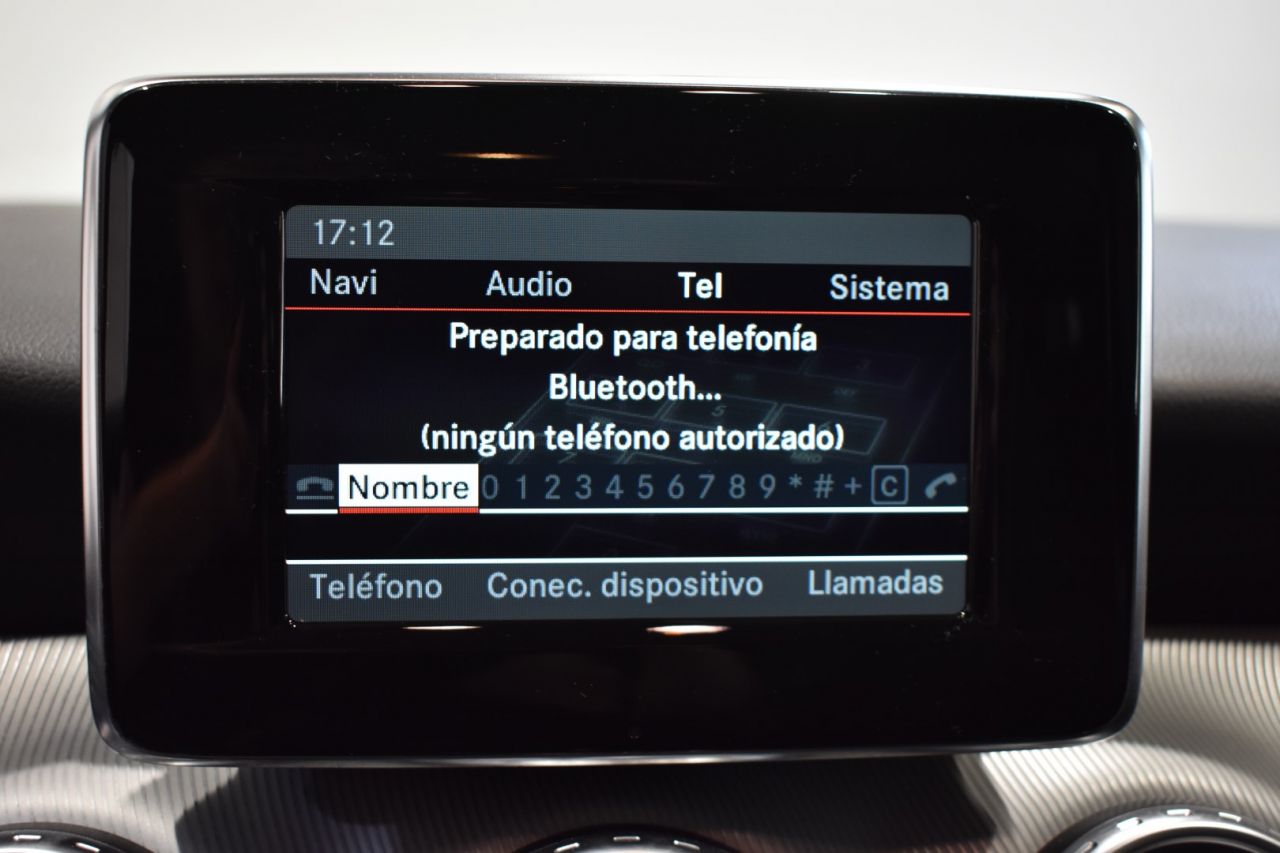 17:12
Navi Audio Tel Sistema
Preparado para telefonía
Bluetooth...
(ningún teléfono autorizado)
Nombre 0 1 2 3 4 5 6 7 8 9 * # + C
Teléfono Conec. dispositivo Llamadas